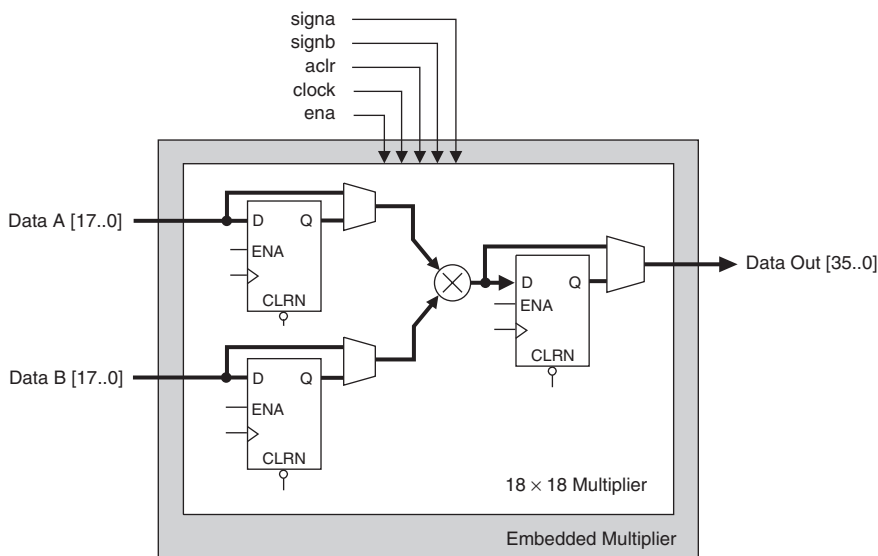 signa
signb
aclr
clock
ena
Data A [17..0]
D Q
ENA
CLRN
Data Out [35..0]
D Q
ENA
CLRN
Data B [17..0]
D Q
ENA
CLRN
18 × 18 Multiplier
Embedded Multiplier